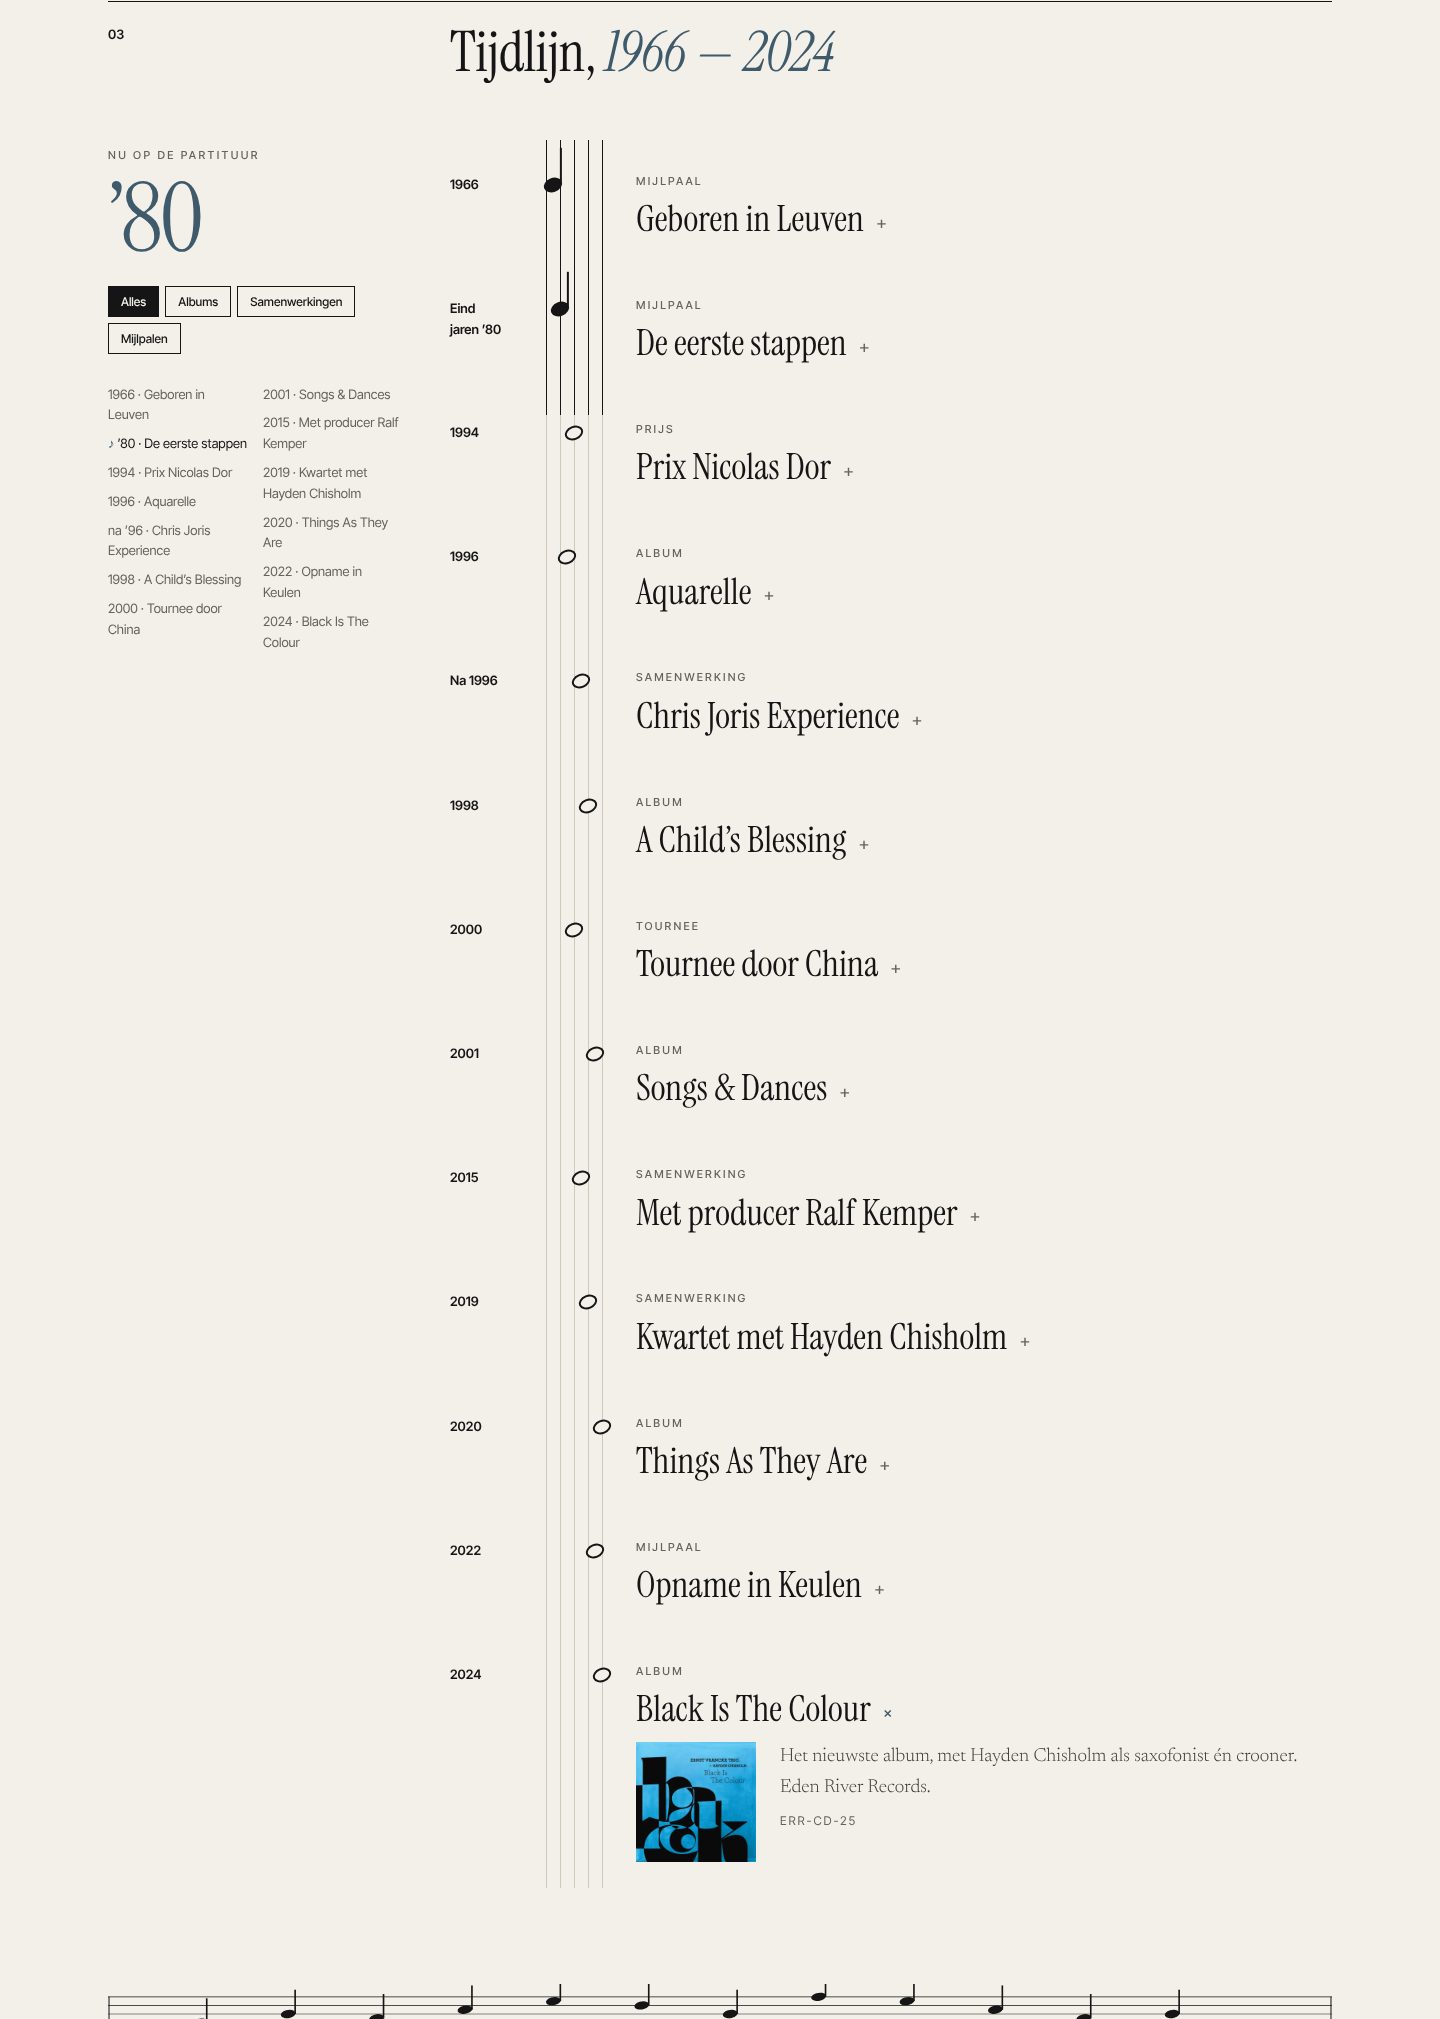 03
Tijdlijn, 1966 – 2024
NU OP DE PARTITUUR
’80
Alles
Albums
Samenwerkingen
Mijlpalen
1966 · Geboren in
Leuven
♪ ’80 · De eerste stappen
1994 · Prix Nicolas Dor
1996 · Aquarelle
na ’96 · Chris Joris
Experience
1998 · A Child’s Blessing
2000 · Tournee door
China
2001 · Songs & Dances
2015 · Met producer Ralf
Kemper
2019 · Kwartet met
Hayden Chisholm
2020 · Things As They
Are
2022 · Opname in
Keulen
2024 · Black Is The
Colour
1966
MIJLPAAL
Geboren in Leuven +
Eind
jaren ’80
MIJLPAAL
De eerste stappen +
1994
PRIJS
Prix Nicolas Dor +
1996
ALBUM
Aquarelle +
Na 1996
SAMENWERKING
Chris Joris Experience +
1998
ALBUM
A Child’s Blessing +
2000
TOURNEE
Tournee door China +
2001
ALBUM
Songs & Dances +
2015
SAMENWERKING
Met producer Ralf Kemper +
2019
SAMENWERKING
Kwartet met Hayden Chisholm +
2020
ALBUM
Things As They Are +
2022
MIJLPAAL
Opname in Keulen +
2024
ALBUM
Black Is The Colour ×
Black Is
The Colour
Het nieuwste album, met Hayden Chisholm als saxofonist én crooner.
Eden River Records.
ERR-CD-25